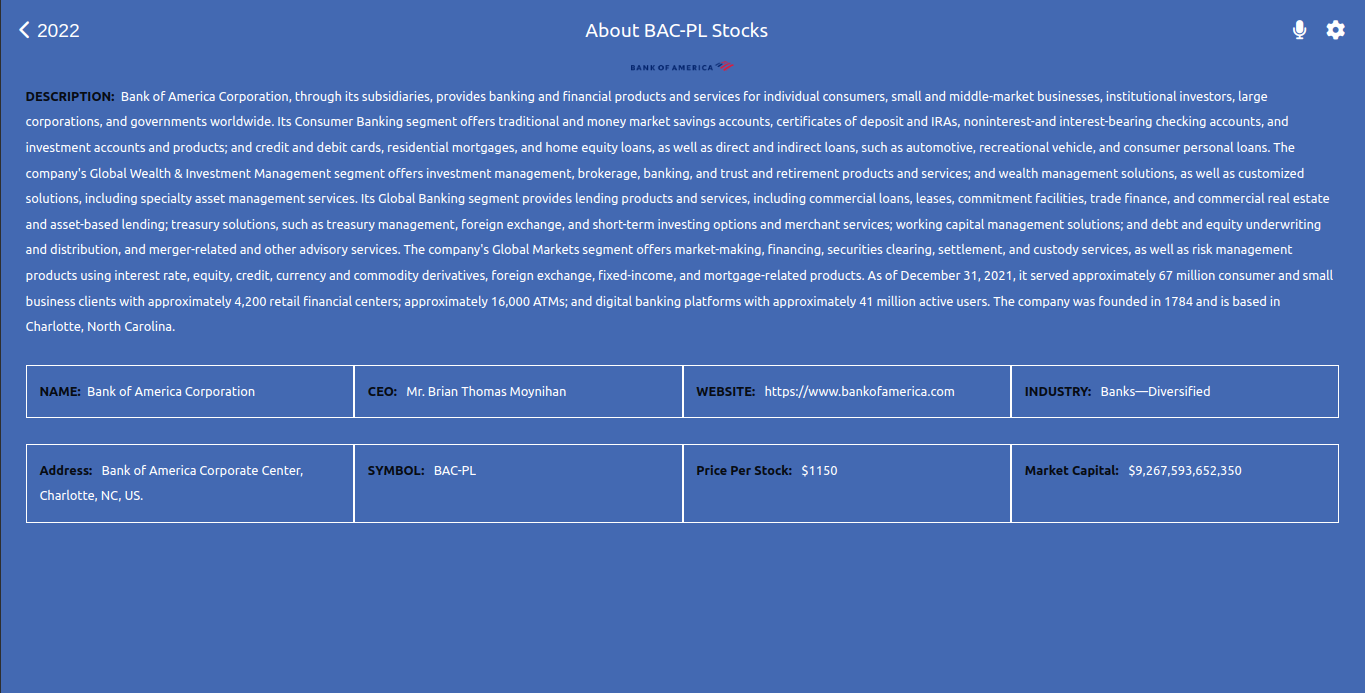 2022
About BAC-PL Stocks
BANK OF AMERICA
DESCRIPTION: Bank of America Corporation, through its subsidiaries, provides banking and financial products and services for individual consumers, small and middle-market businesses, institutional investors, large
corporations, and governments worldwide. Its Consumer Banking segment offers traditional and money market savings accounts, certificates of deposit and IRAs, noninterest-and interest-bearing checking accounts, and
investment accounts and products; and credit and debit cards, residential mortgages, and home equity loans, as well as direct and indirect loans, such as automotive, recreational vehicle, and consumer personal loans. The
company's Global Wealth & Investment Management segment offers investment management, brokerage, banking, and trust and retirement products and services; and wealth management solutions, as well as customized
solutions, including specialty asset management services. Its Global Banking segment provides lending products and services, including commercial loans, leases, commitment facilities, trade finance, and commercial real estate
and asset-based lending; treasury solutions, such as treasury management, foreign exchange, and short-term investing options and merchant services; working capital management solutions; and debt and equity underwriting
and distribution, and merger-related and other advisory services. The company's Global Markets segment offers market-making, financing, securities clearing, settlement, and custody services, as well as risk management
products using interest rate, equity, credit, currency and commodity derivatives, foreign exchange, fixed-income, and mortgage-related products. As of December 31, 2021, it served approximately 67 million consumer and small
business clients with approximately 4,200 retail financial centers; approximately 16,000 ATMs; and digital banking platforms with approximately 41 million active users. The company was founded in 1784 and is based in
Charlotte, North Carolina.
NAME: Bank of America Corporation
CEO: Mr. Brian Thomas Moynihan
WEBSITE: https://www.bankofamerica.com
INDUSTRY: Banks—Diversified
Address: Bank of America Corporate Center,
Charlotte, NC, US.
SYMBOL: BAC-PL
Price Per Stock: $1150
Market Capital: $9,267,593,652,350